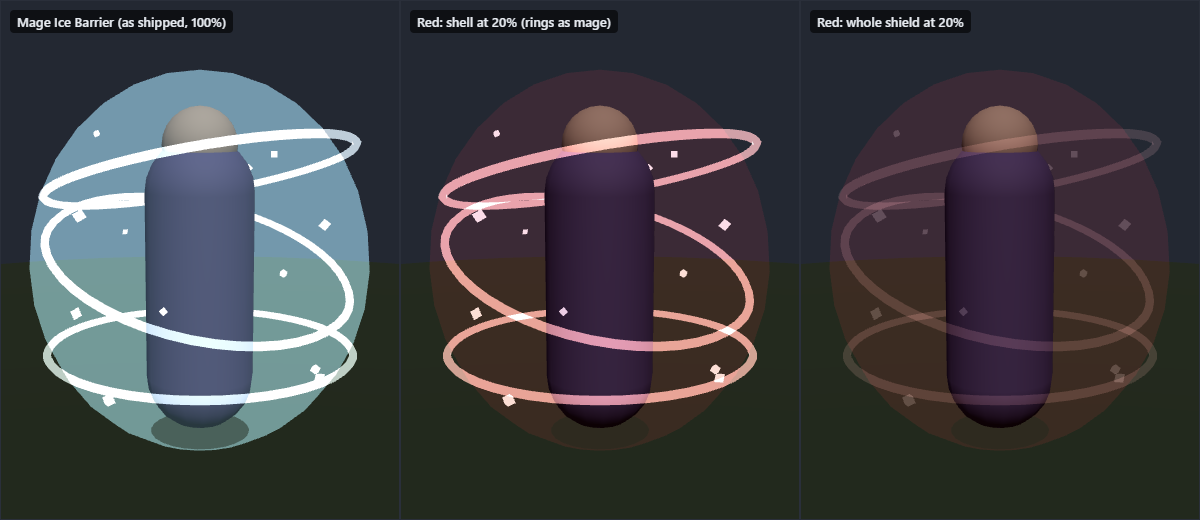 Mage Ice Barrier (as shipped, 100%)
Red: shell at 20% (rings as mage)
Red: whole shield at 20%